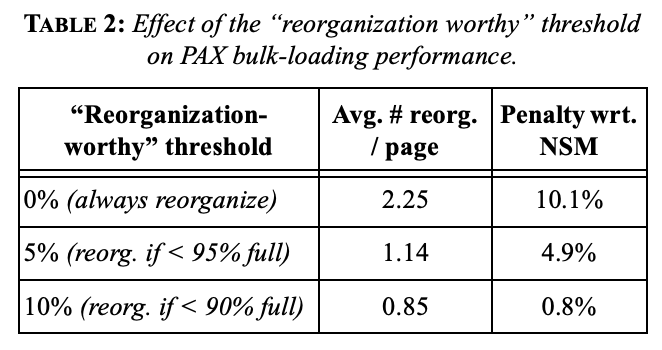 TABLE 2: Effect of the “reorganization worthy” threshold
on PAX bulk-loading performance.
“Reorganization-
worthy” threshold
Avg. # reorg.
/ page
Penalty wrt.
NSM
0% (always reorganize) 2.25 10.1%
5% (reorg. if < 95% full) 1.14 4.9%
10% (reorg. if < 90% full) 0.85 0.8%